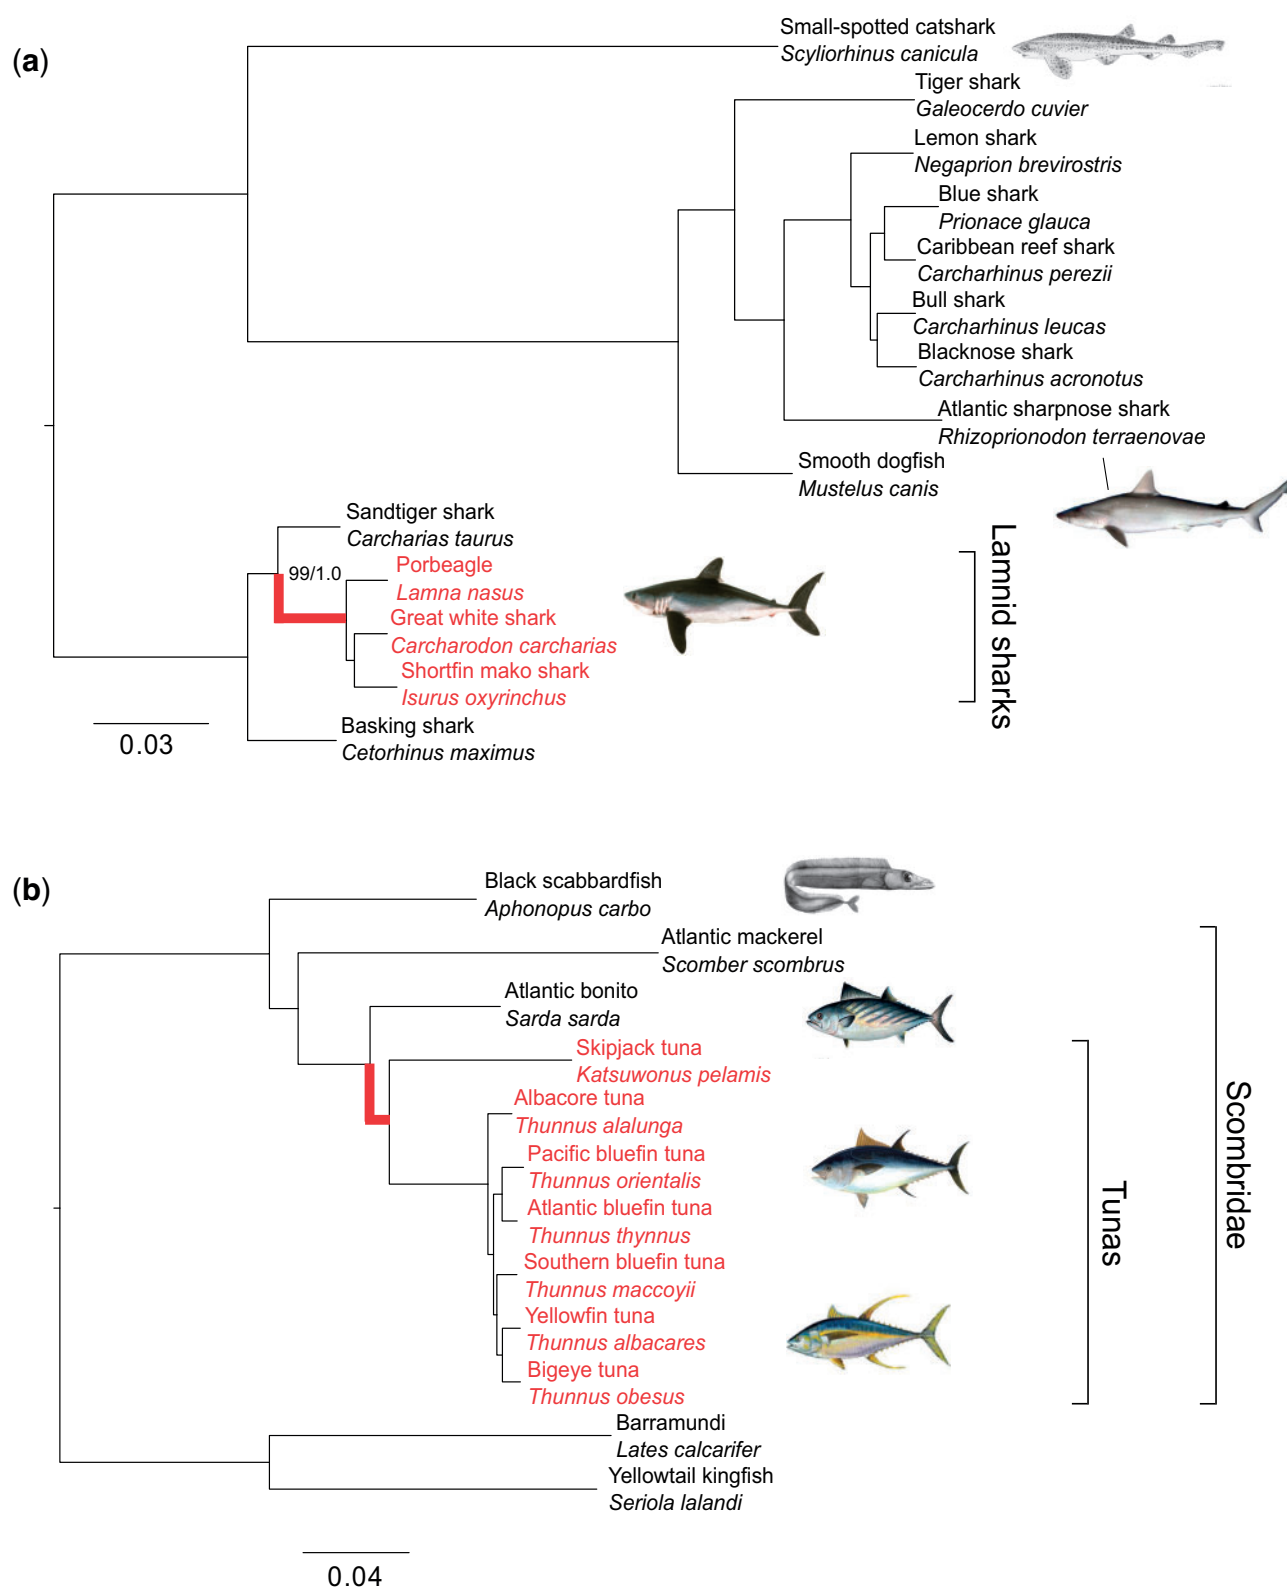 (a)
Small-spotted catshark
Scyliorhinus canicula
Tiger shark
Galeocerdo cuvier
Lemon shark
Negaprion brevirostris
Blue shark
Prionace glauca
Caribbean reef shark
Carcharhinus perezii
Bull shark
Carcharhinus leucas
Blacknose shark
Carcharhinus acronotus
Atlantic sharpnose shark
Rhizoprionodon terraenovae
Smooth dogfish
Mustelus canis
Sandtiger shark
Carcharias taurus
99/1.0
Porbeagle
Lamna nasus
Great white shark
Carcharodon carcharias
Shortfin mako shark
Isurus oxyrinchus
Lamnid sharks
Basking shark
Cetorhinus maximus
0.03
(b)
Black scabbardfish
Aphonopus carbo
Atlantic mackerel
Scomber scombrus
Atlantic bonito
Sarda sarda
Skipjack tuna
Katsuwonus pelamis
Albacore tuna
Thunnus alalunga
Pacific bluefin tuna
Thunnus orientalis
Atlantic bluefin tuna
Thunnus thynnus
Southern bluefin tuna
Thunnus maccoyii
Yellowfin tuna
Thunnus albacares
Bigeye tuna
Thunnus obesus
Tunas
Scombridae
Barramundi
Lates calcarifer
Yellowtail kingfish
Seriola lalandi
0.04